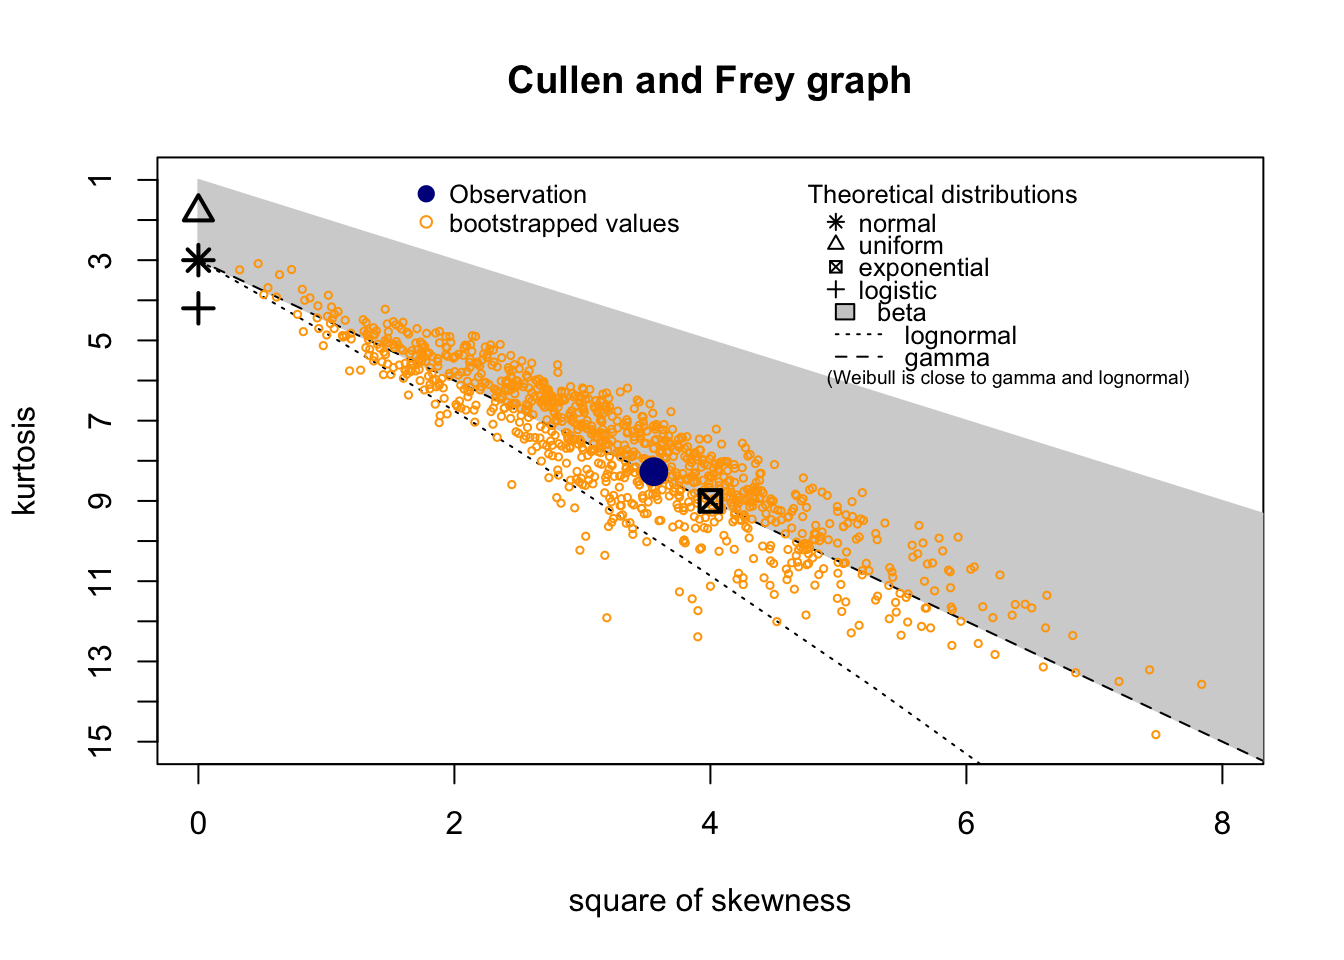 Cullen and Frey graph
Observation
bootstrapped values
Theoretical distributions
normal
uniform
exponential
logistic
beta
lognormal
gamma
(Weibull is close to gamma and lognormal)
kurtosis
1
3
5
7
9
11
13
15
0 2 4 6 8
square of skewness